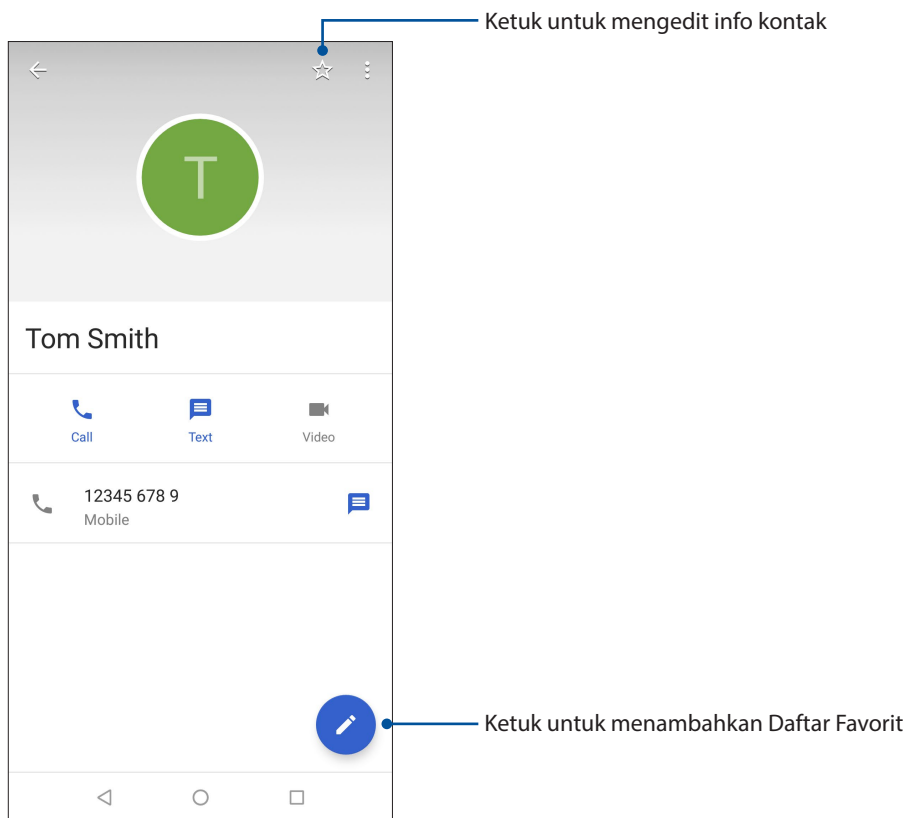 Ketuk untuk mengedit info kontak
T
Tom Smith
Call Text Video
12345 678 9
Mobile
Ketuk untuk menambahkan Daftar Favorit